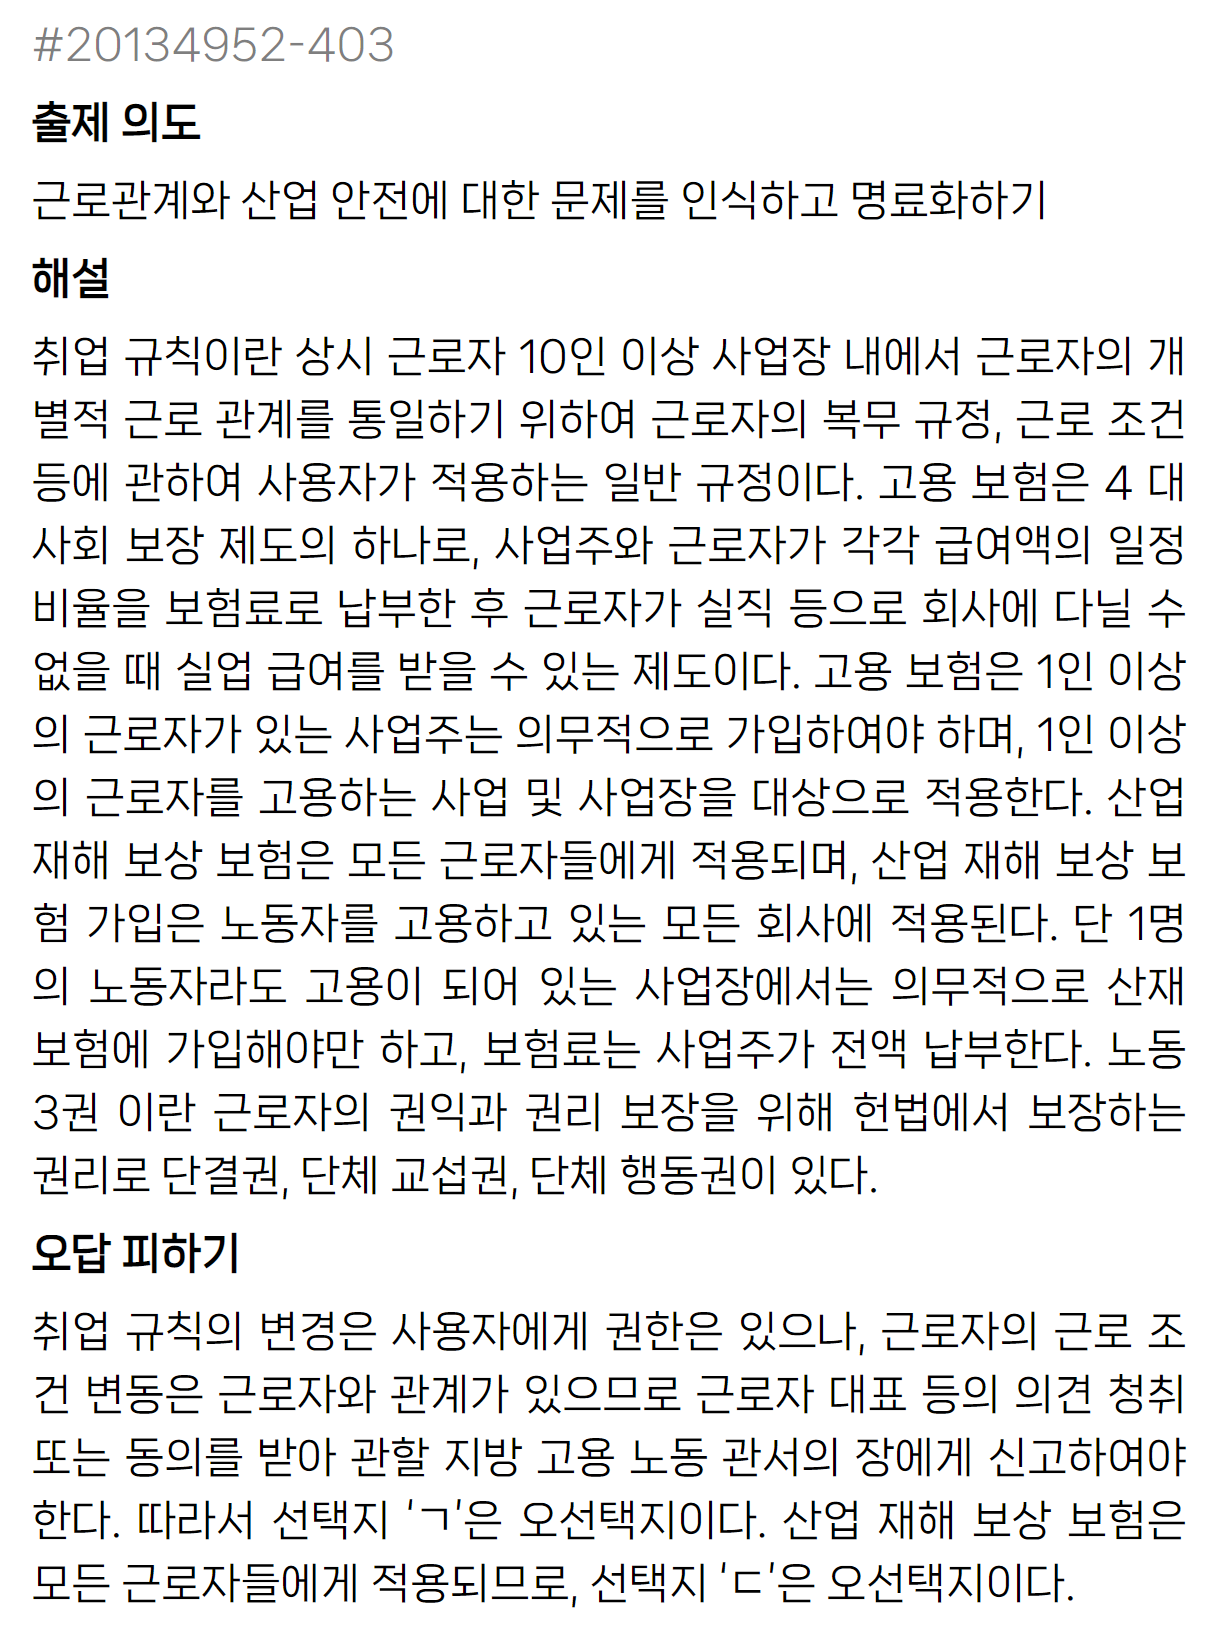 #20134952-403
출제 의도
근로관계와 산업 안전에 대한 문제를 인식하고 명료화하기
해설
취업 규칙이란 상시 근로자 10인 이상 사업장 내에서 근로자의 개
별적 근로 관계를 통일하기 위하여 근로자의 복무 규정, 근로 조건
등에 관하여 사용자가 적용하는 일반 규정이다. 고용 보험은 4 대
사회 보장 제도의 하나로, 사업주와 근로자가 각각 급여액의 일정
비율을 보험료로 납부한 후 근로자가 실직 등으로 회사에 다닐 수
없을 때 실업 급여를 받을 수 있는 제도이다. 고용 보험은 1인 이상
의 근로자가 있는 사업주는 의무적으로 가입하여야 하며, 1인 이상
의 근로자를 고용하는 사업 및 사업장을 대상으로 적용한다. 산업
재해 보상 보험은 모든 근로자들에게 적용되며, 산업 재해 보상 보
험 가입은 노동자를 고용하고 있는 모든 회사에 적용된다. 단 1명
의 노동자라도 고용이 되어 있는 사업장에서는 의무적으로 산재
보험에 가입해야만 하고, 보험료는 사업주가 전액 납부한다. 노동
3권 이란 근로자의 권익과 권리 보장을 위해 헌법에서 보장하는
권리로 단결권, 단체 교섭권, 단체 행동권이 있다.
오답 피하기
취업 규칙의 변경은 사용자에게 권한은 있으나, 근로자의 근로 조
건 변동은 근로자와 관계가 있으므로 근로자 대표 등의 의견 청취
또는 동의를 받아 관할 지방 고용 노동 관서의 장에게 신고하여야
한다. 따라서 선택지 'ㄱ'은 오선택지이다. 산업 재해 보상 보험은
모든 근로자들에게 적용되므로, 선택지 'ㄷ'은 오선택지이다.